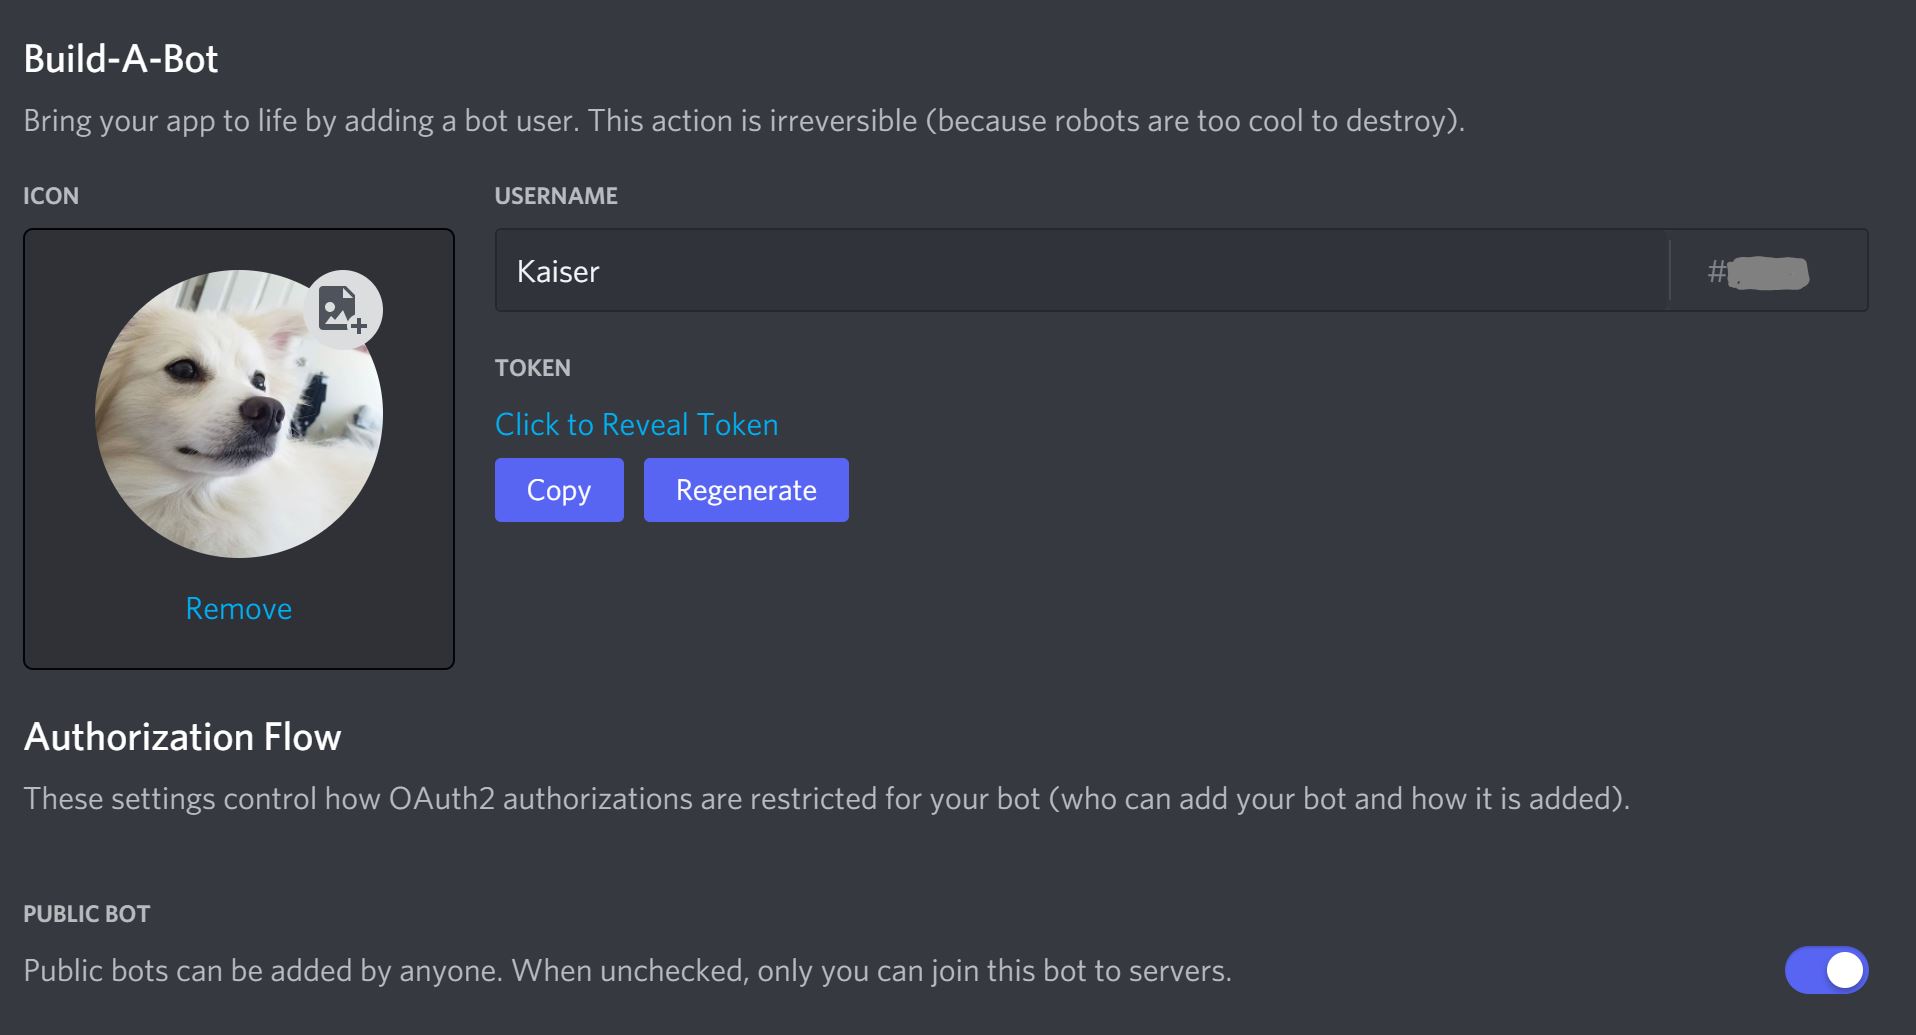 Build-A-Bot
Bring your app to life by adding a bot user. This action is irreversible (because robots are too cool to destroy).
ICON
USERNAME
Kaiser
#
TOKEN
Click to Reveal Token
Copy
Regenerate
Remove
Authorization Flow
These settings control how OAuth2 authorizations are restricted for your bot (who can add your bot and how it is added).
PUBLIC BOT
Public bots can be added by anyone. When unchecked, only you can join this bot to servers.